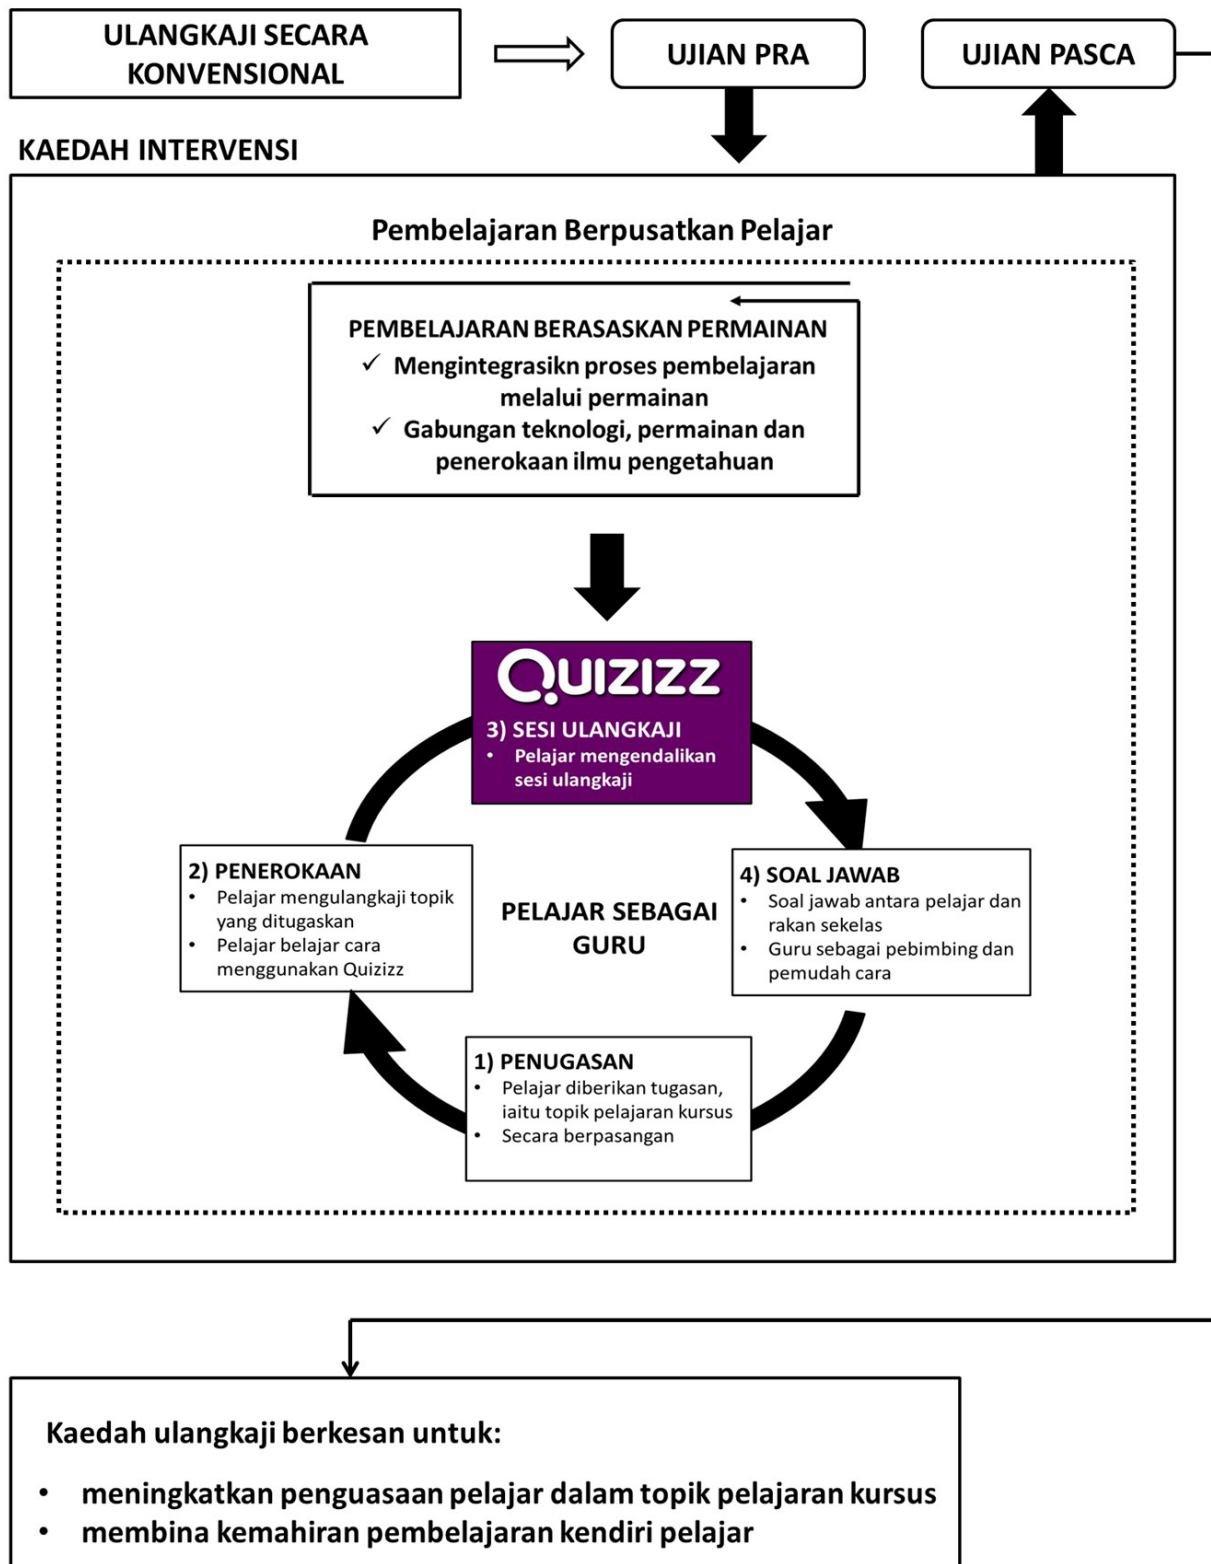 ULANGKAJI SECARA
KONVENSIONAL
UJIAN PRA
UJIAN PASCA
KAEDAH INTERVENSI
Pembelajaran Berpusatkan Pelajar
PEMBELAJARAN BERASASKAN PERMAINAN
✓ Mengintegrasikn proses pembelajaran
melalui permainan
✓ Gabungan teknologi, permainan dan
penerokaan ilmu pengetahuan
QUIZIZZ
3) SESI ULANGKAJI
• Pelajar mengendalikan
sesi ulangkaji
2) PENEROKAAN
• Pelajar mengulangkaji topik
yang ditugaskan
• Pelajar belajar cara
menggunakan Quizizz
PELAJAR SEBAGAI
GURU
4) SOAL JAWAB
• Soal jawab antara pelajar dan
rakan sekelas
• Guru sebagai pebimbing dan
pemudah cara
1) PENUGASAN
• Pelajar diberikan tugasan,
iaitu topik pelajaran kursus
• Secara berpasangan
Kaedah ulangkaji berkesan untuk:
• meningkatkan penguasaan pelajar dalam topik pelajaran kursus
• membina kemahiran pembelajaran kendiri pelajar